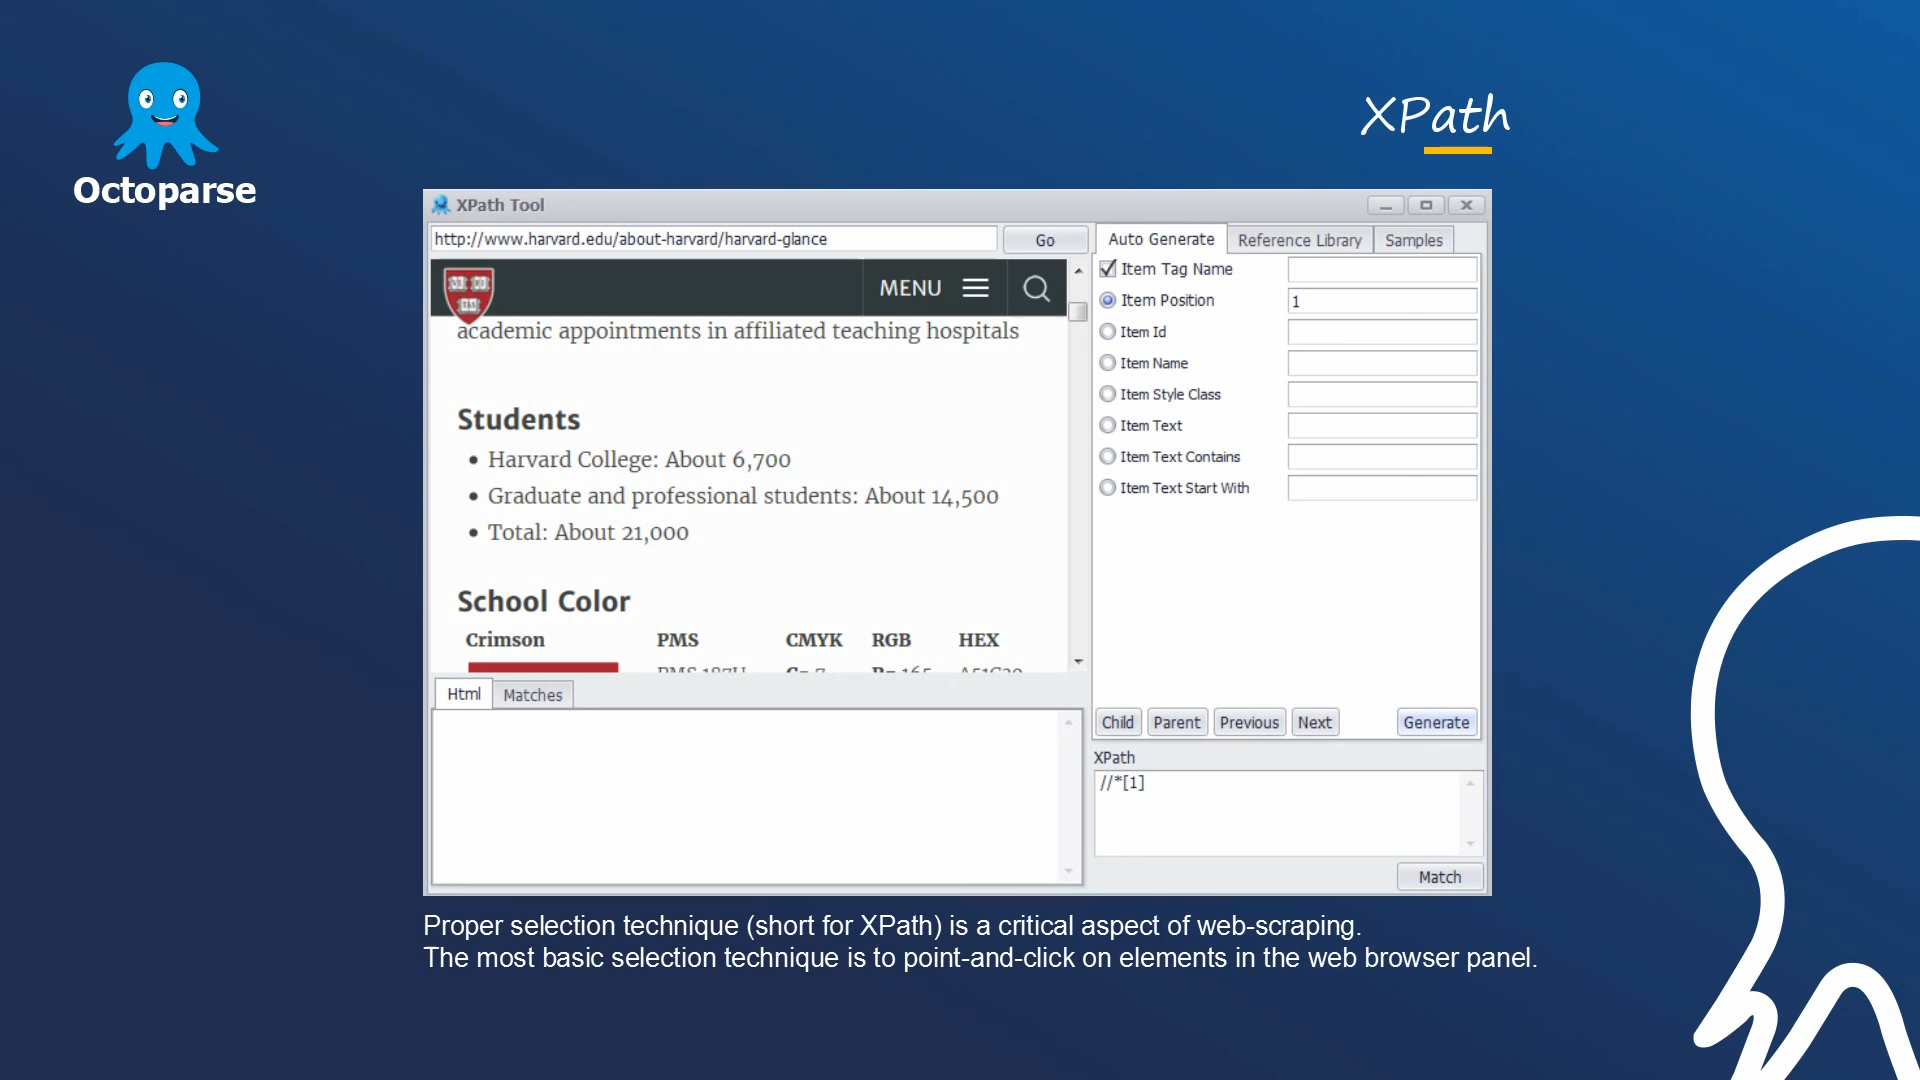 Octoparse
XPath
XPath Tool
http://www.harvard.edu/about-harvard/harvard-glance
Go
Auto Generate
Reference Library
Samples
MENU
academic appointments in affiliated teaching hospitals
Students
Harvard College: About 6,700
Graduate and professional students: About 14,500
Total: About 21,000
School Color
Crimson PMS CMYK RGB HEX
Item Tag Name
Item Position 1
Item Id
Item Name
Item Style Class
Item Text
Item Text Contains
Item Text Start With
Child Parent Previous Next Generate
Html Matches
XPath
//*[1]
Match
Proper selection technique (short for XPath) is a critical aspect of web-scraping.
The most basic selection technique is to point-and-click on elements in the web browser panel.